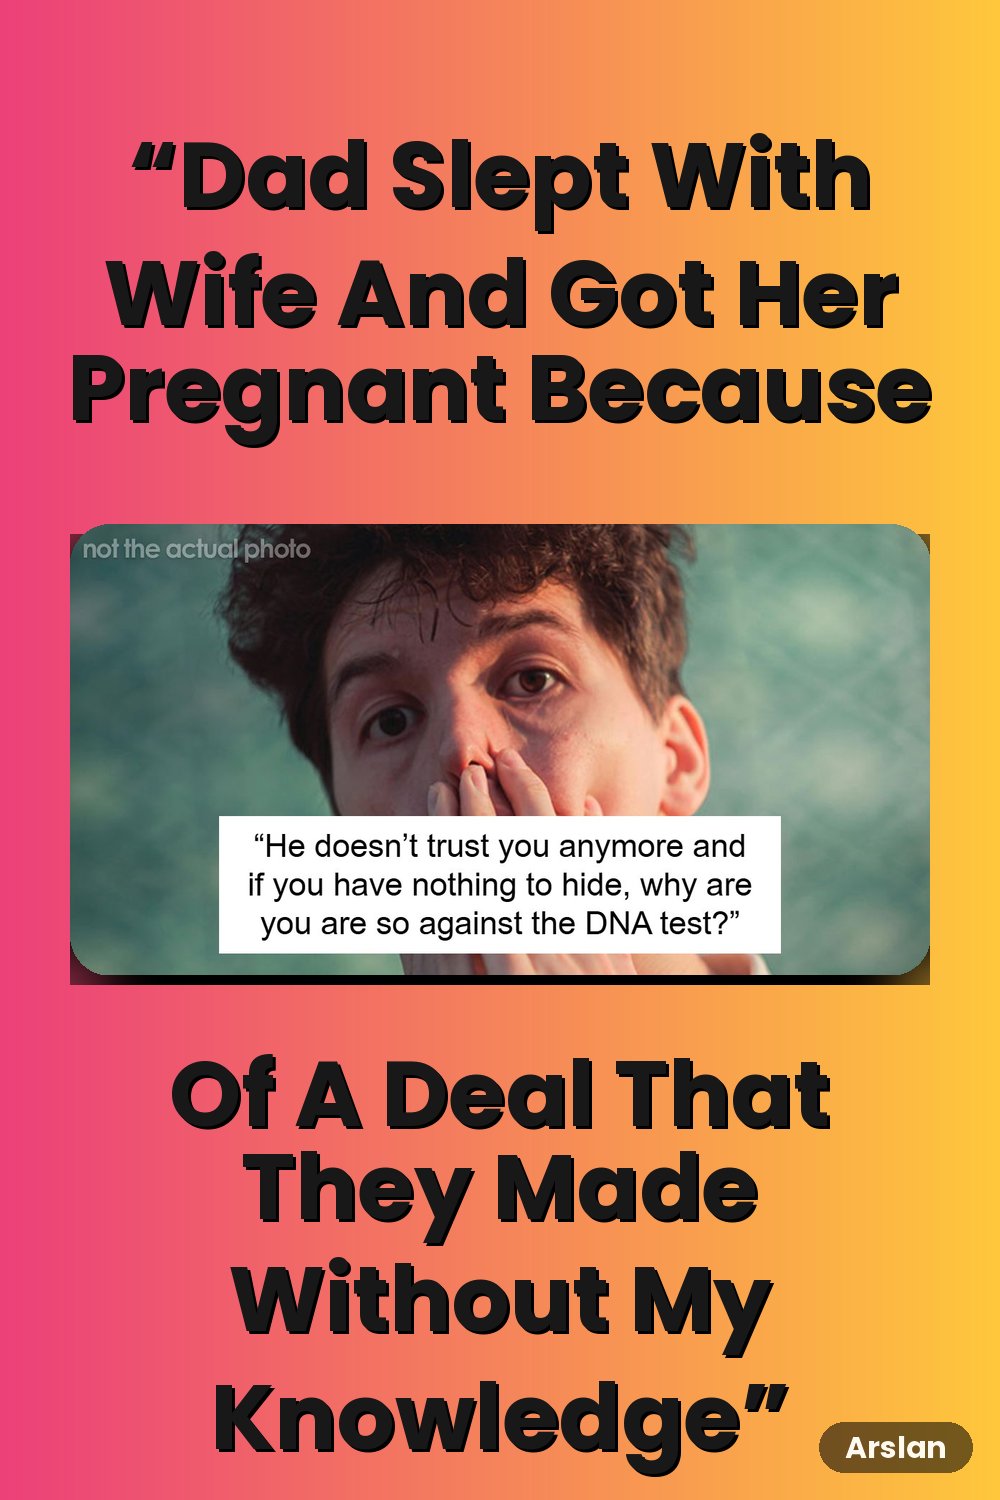 “Dad Slept With
Wife And Got Her
Pregnant Because
not the actual photo
“He doesn’t trust you anymore and
if you have nothing to hide, why are
you are so against the DNA test?”
Of A Deal That
They Made
Without My
Knowledge”
Arslan